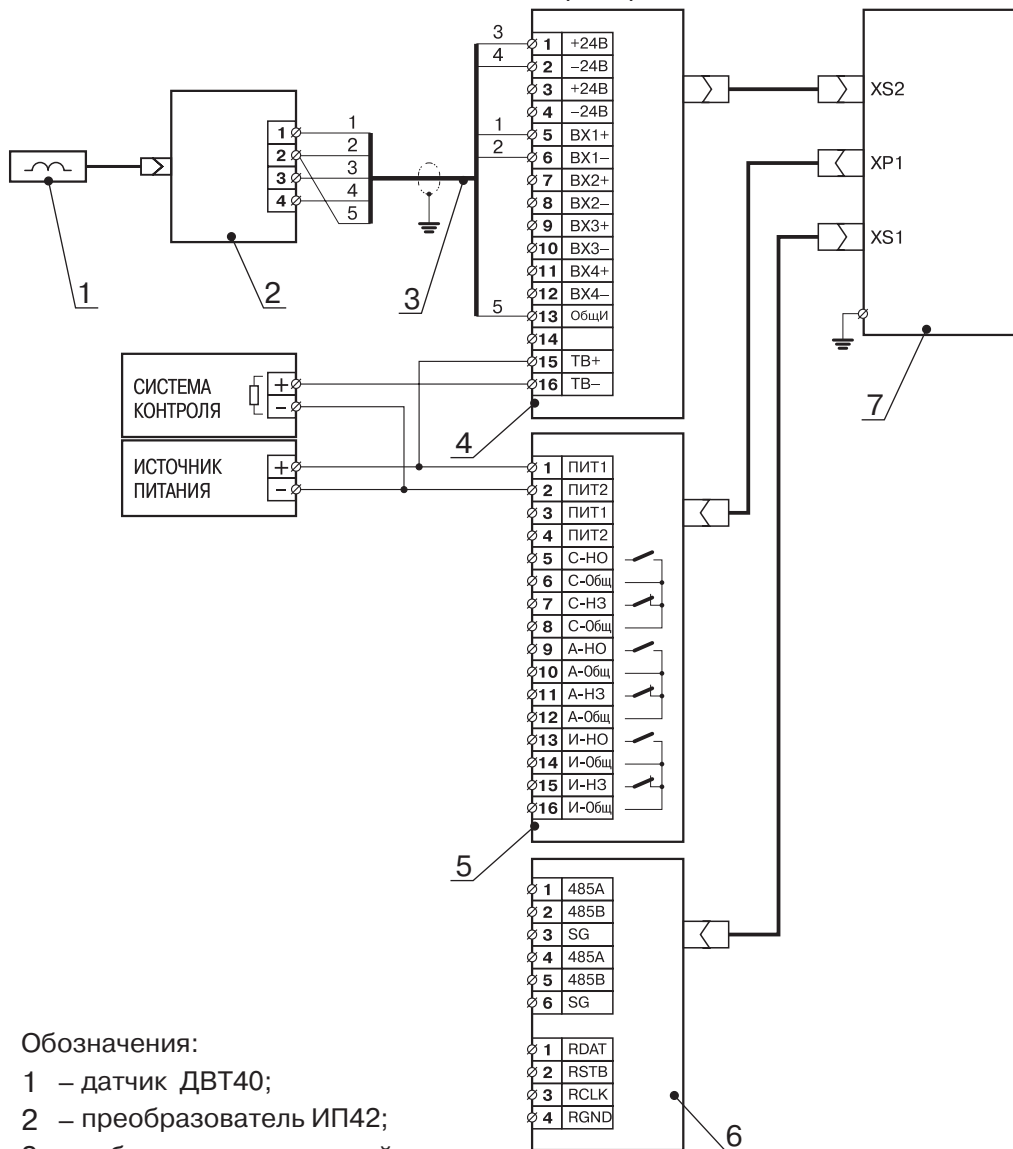 3
4
1
2
5
1 +24В
2 –24В
3 +24В
4 –24В
5 ВХ1+
6 ВХ1–
7 ВХ2+
8 ВХ2–
9 ВХ3+
10 ВХ3–
11 ВХ4+
12 ВХ4–
13 ОбщИ
14
15 ТВ+
16 ТВ–
4
XS2
XP1
XS1
7
1
2
3
4
1
2
3
4
5
1
2
3
СИСТЕМА
КОНТРОЛЯ
+
–
ИСТОЧНИК
ПИТАНИЯ
+
–
1 ПИТ1
2 ПИТ2
3 ПИТ1
4 ПИТ2
5 С-НО
6 С-Общ
7 С-НЗ
8 С-Общ
9 А-НО
10 А-Общ
11 А-НЗ
12 А-Общ
13 И-НО
14 И-Общ
15 И-НЗ
16 И-Общ
5
1 485A
2 485B
3 SG
4 485A
5 485B
6 SG
1 RDAT
2 RSTB
3 RCLK
4 RGND
6
Обозначения:
1 – датчик ДВТ40;
2 – преобразователь ИП42;